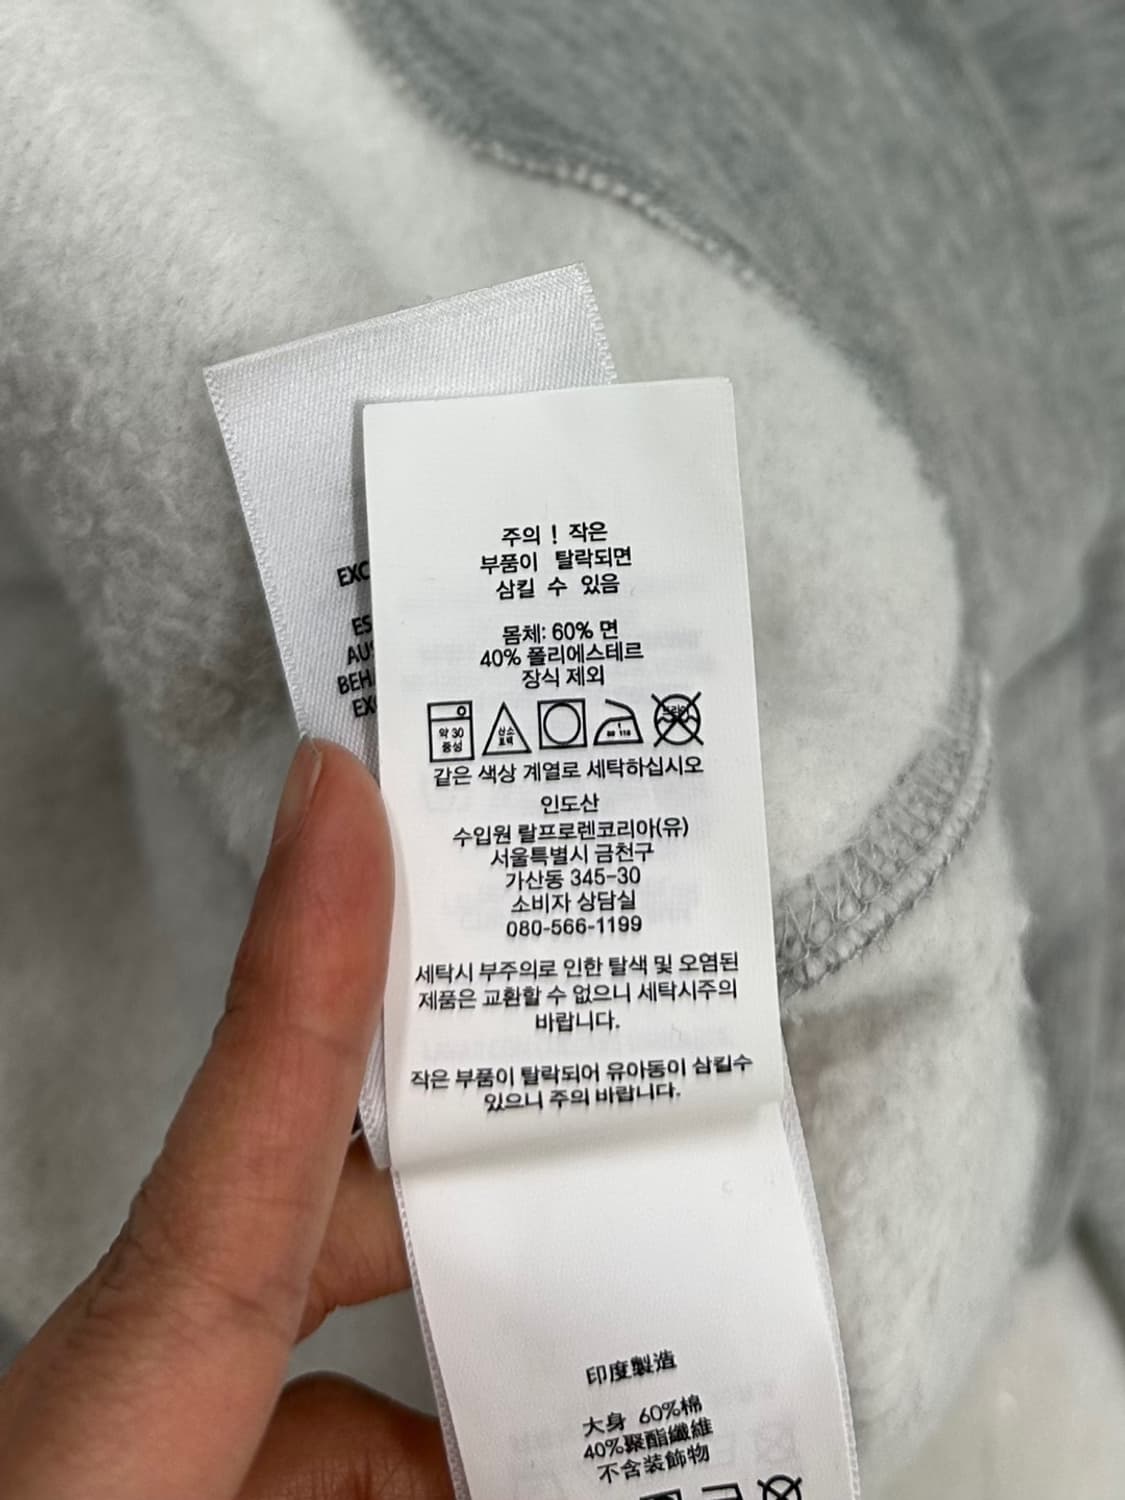 주의 ! 작은
부품이 탈락되면
삼킬 수 있음
몸체: 60% 면
40% 폴리에스테르
장식 제외
약 30
중성
산소
표백
드라이
같은 색상 계열로 세탁하십시오
인도산
수입원 랄프로렌코리아(유)
서울특별시 금천구
가산동 345-30
소비자 상담실
080-566-1199
세탁시 부주의로 인한 탈색 및 오염된
제품은 교환할 수 없으니 세탁시주의
바랍니다.
작은 부품이 탈락되어 유아동이 삼킬수
있으니 주의 바랍니다.
EXC
ES
AUS
BEH
EXC
印度製造
大身 60%棉
40%聚酯纖維
不含裝飾物